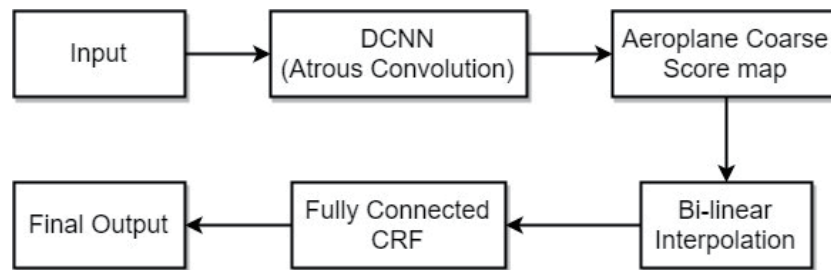 Input
DCNN
(Atrous Convolution)
Aeroplane Coarse
Score map
Bi-linear
Interpolation
Fully Connected
CRF
Final Output